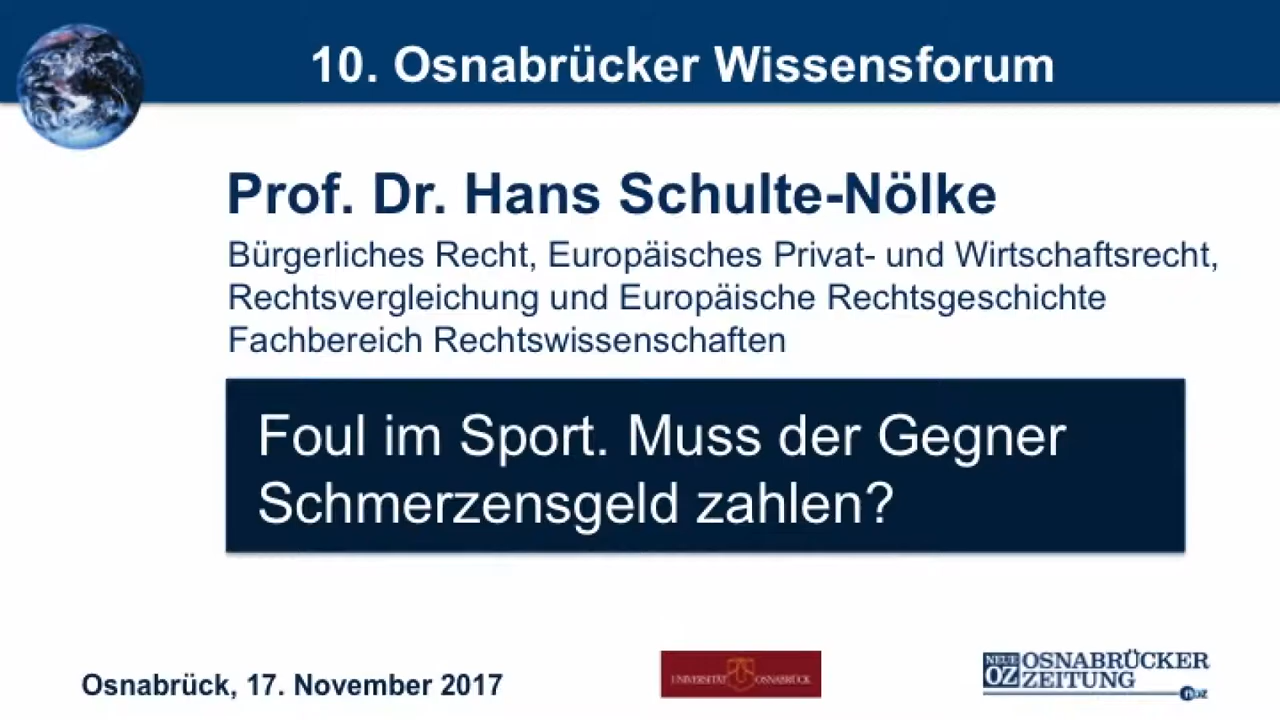 10. Osnabrücker Wissensforum
Prof. Dr. Hans Schulte-Nölke
Bürgerliches Recht, Europäisches Privat- und Wirtschaftsrecht,
Rechtsvergleichung und Europäische Rechtsgeschichte
Fachbereich Rechtswissenschaften
Foul im Sport. Muss der Gegner
Schmerzensgeld zahlen?
Osnabrück, 17. November 2017
UNIVERSITÄT OSNABRÜCK
NEUE OSNABRÜCKER
OZ ZEITUNG
noz